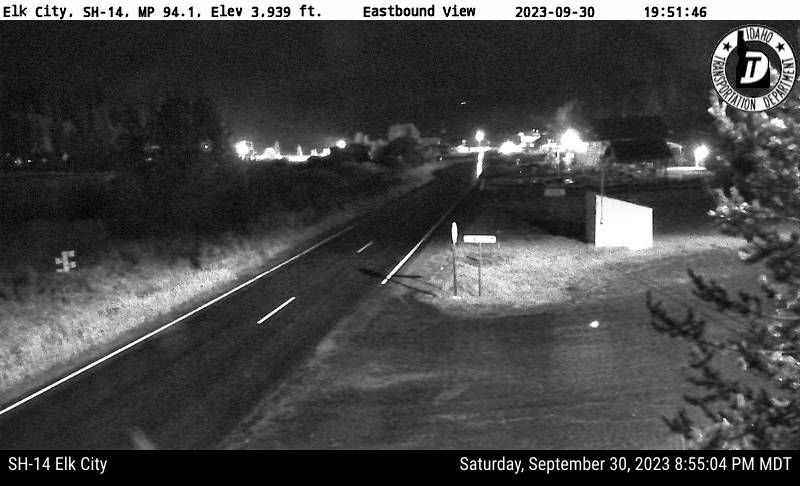 Elk City, SH-14, MP 94.1, Elev 3,939 ft. Eastbound View 2023-09-30 19:51:46
IDAHO
TRANSPORTATION DEPARTMENT
SH-14 Elk City Saturday, September 30, 2023 8:55:04 PM MDT